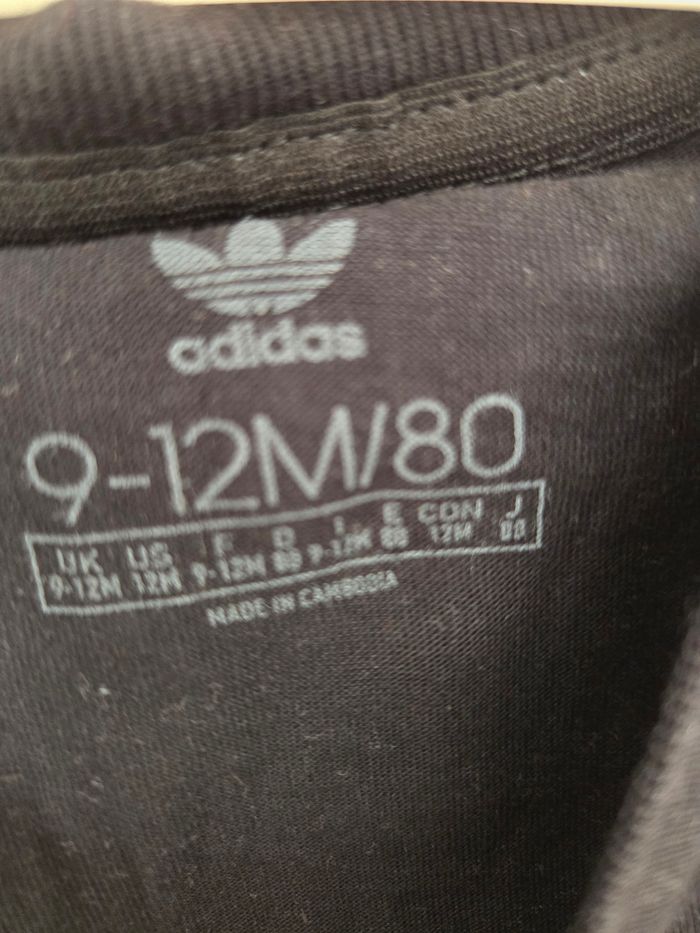 adidas
9-12M/80
UK US F D I E CON J
9-12M 12M 9-12M 80 9-12M 80 12M 80
MADE IN CAMBODIA